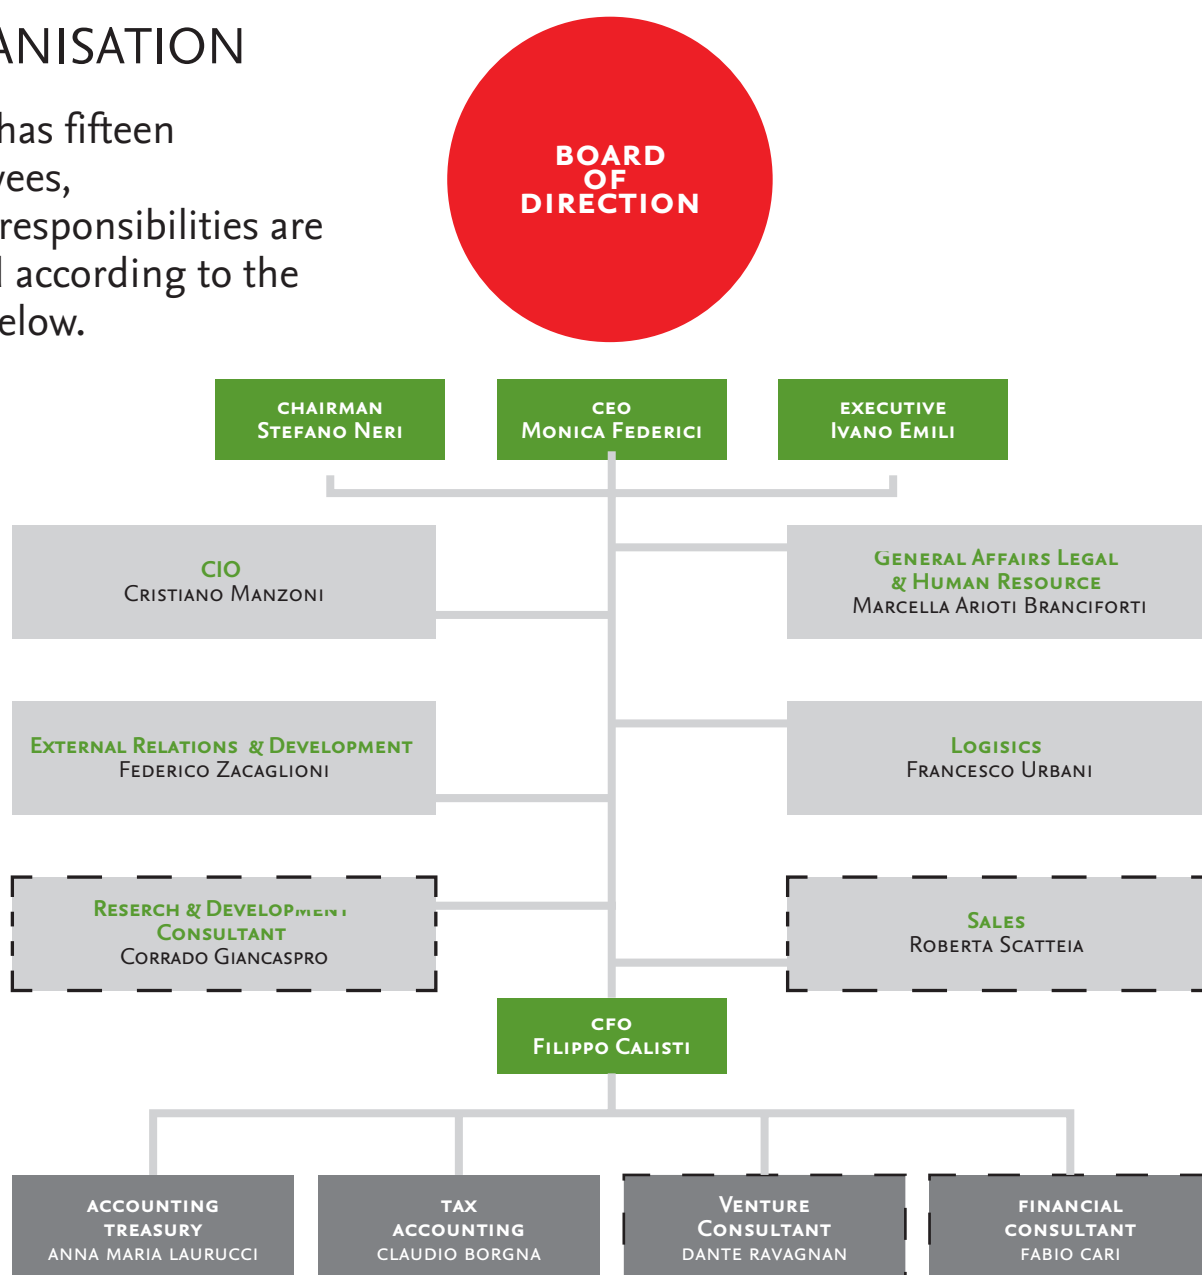 ANISATION
has fifteen
yees,
responsibilities are
d according to the
elow.
BOARD
OF
DIRECTION
CHAIRMAN
STEFANO NERI
CEO
MONICA FEDERICI
EXECUTIVE
IVANO EMILI
CIO
CRISTIANO MANZONI
GENERAL AFFAIRS LEGAL
& HUMAN RESOURCE
MARCELLA ARIOTI BRANCIFORTI
EXTERNAL RELATIONS & DEVELOPMENT
FEDERICO ZACAGLIONI
LOGISICS
FRANCESCO URBANI
RESERCH & DEVELOPMENT
CONSULTANT
CORRADO GIANCASPRO
SALES
ROBERTA SCATTEIA
CFO
FILIPPO CALISTI
ACCOUNTING
TREASURY
ANNA MARIA LAURUCCI
TAX
ACCOUNTING
CLAUDIO BORGNA
VENTURE
CONSULTANT
DANTE RAVAGNAN
FINANCIAL
CONSULTANT
FABIO CARI